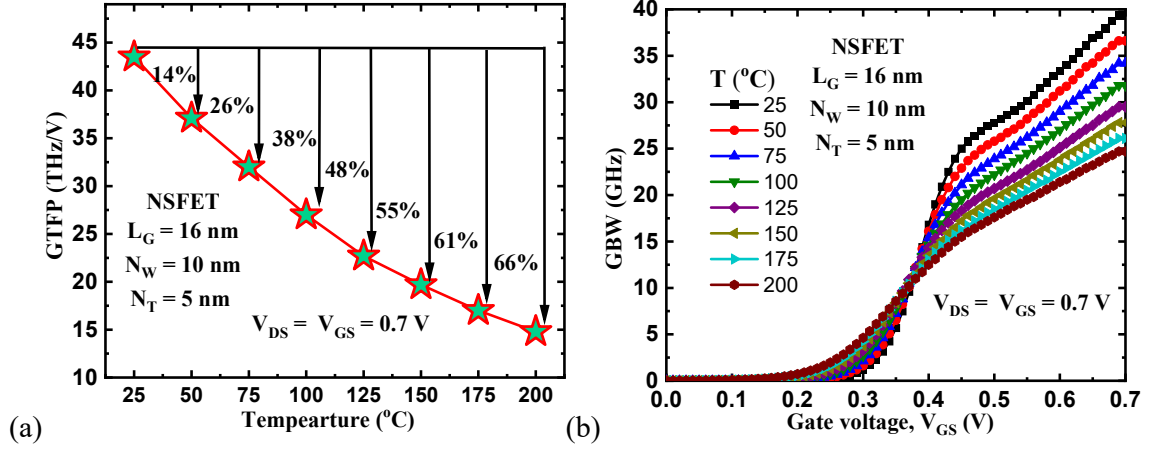 45
40
35
30
25
20
15
10
GTFP (THz/V)
14%
26%
38%
48%
55%
61%
66%
NSFET
L_G = 16 nm
N_W = 10 nm
N_T = 5 nm
V_DS = V_GS = 0.7 V
25 50 75 100 125 150 175 200
Tempearture (°C)
(a)
40
35
30
25
20
15
10
5
0
GBW (GHz)
NSFET
L_G = 16 nm
N_W = 10 nm
N_T = 5 nm
T (°C)
25
50
75
100
125
150
175
200
V_DS = V_GS = 0.7 V
0.0 0.1 0.2 0.3 0.4 0.5 0.6 0.7
Gate voltage, V_GS (V)
(b)